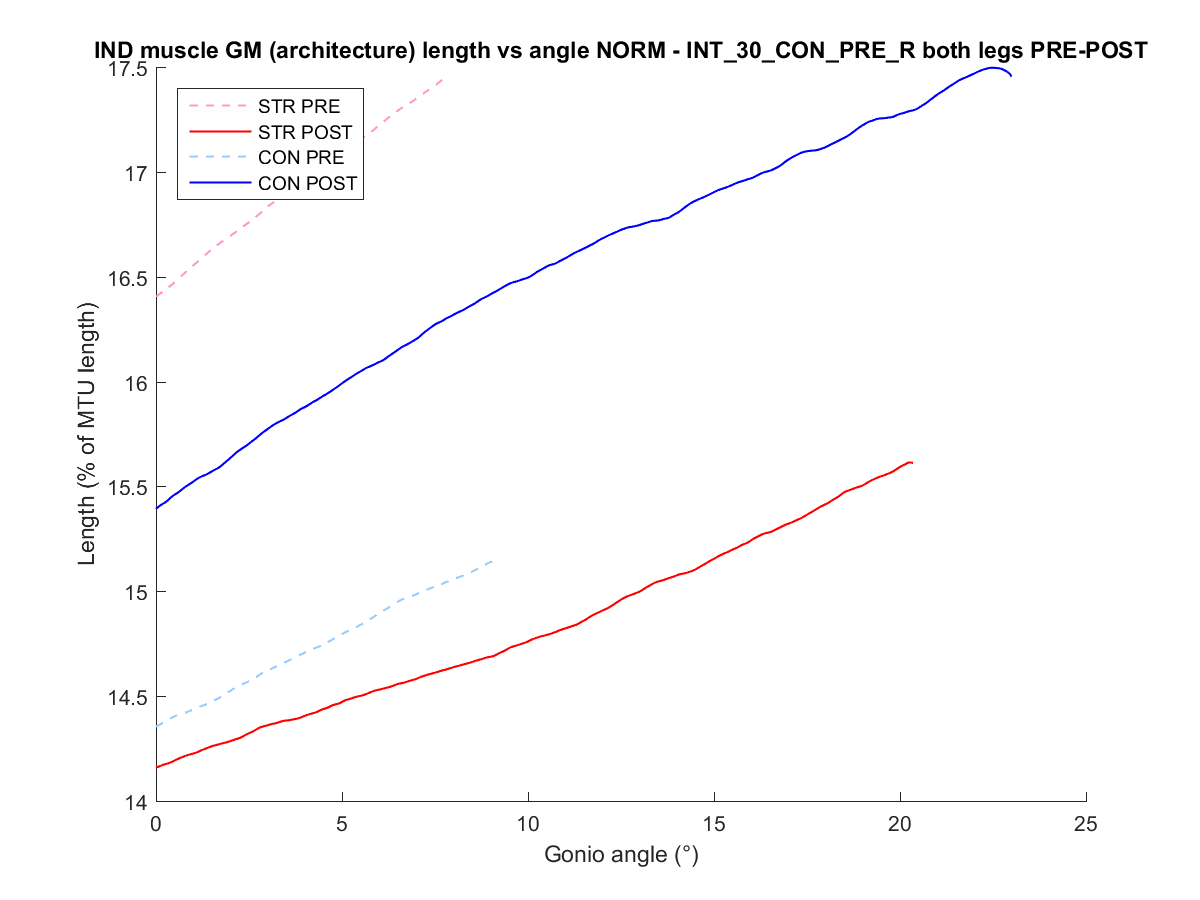 IND muscle GM (architecture) length vs angle NORM - INT_30_CON_PRE_R both legs PRE-POST
17.5
STR PRE
STR POST
CON PRE
CON POST
17
16.5
16
15.5
15
14.5
14
Length (% of MTU length)
0 5 10 15 20 25
Gonio angle (°)